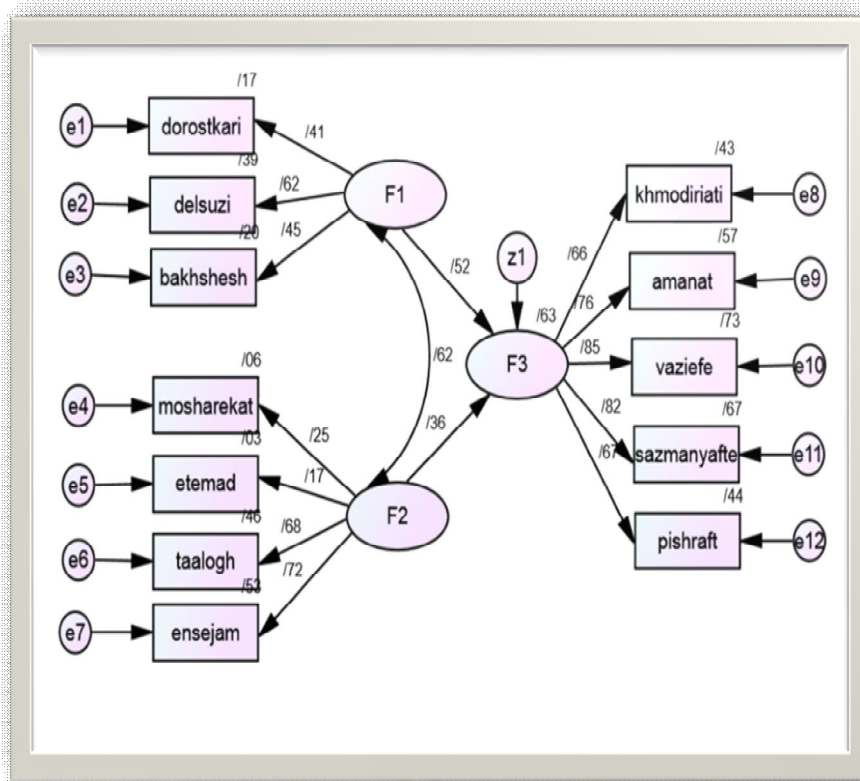 /17
e1
dorostkari
/41
/39
e2
delsuzi
/62
F1
/20
e3
bakhshesh
/45
/52
z1
/62
/63
F3
/06
e4
mosharekat
/25
/36
/03
e5
etemad
/17
F2
/46
e6
taalogh
/68
/53
e7
ensejam
/72
/43
khmodiriati
e8
/66
/57
amanat
e9
/76
/73
vaziefe
e10
/85
/67
sazmanyafte
e11
/82
/44
pishraft
e12
/67